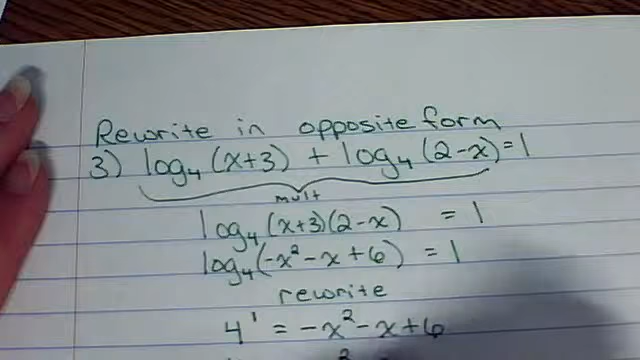 Rewrite in opposite form
3) log₄ (x+3) + log₄ (2-x) = 1
mult
log₄ (x+3)(2-x) = 1
log₄ (-x² - x + 6) = 1
rewrite
4¹ = -x² - x + 6